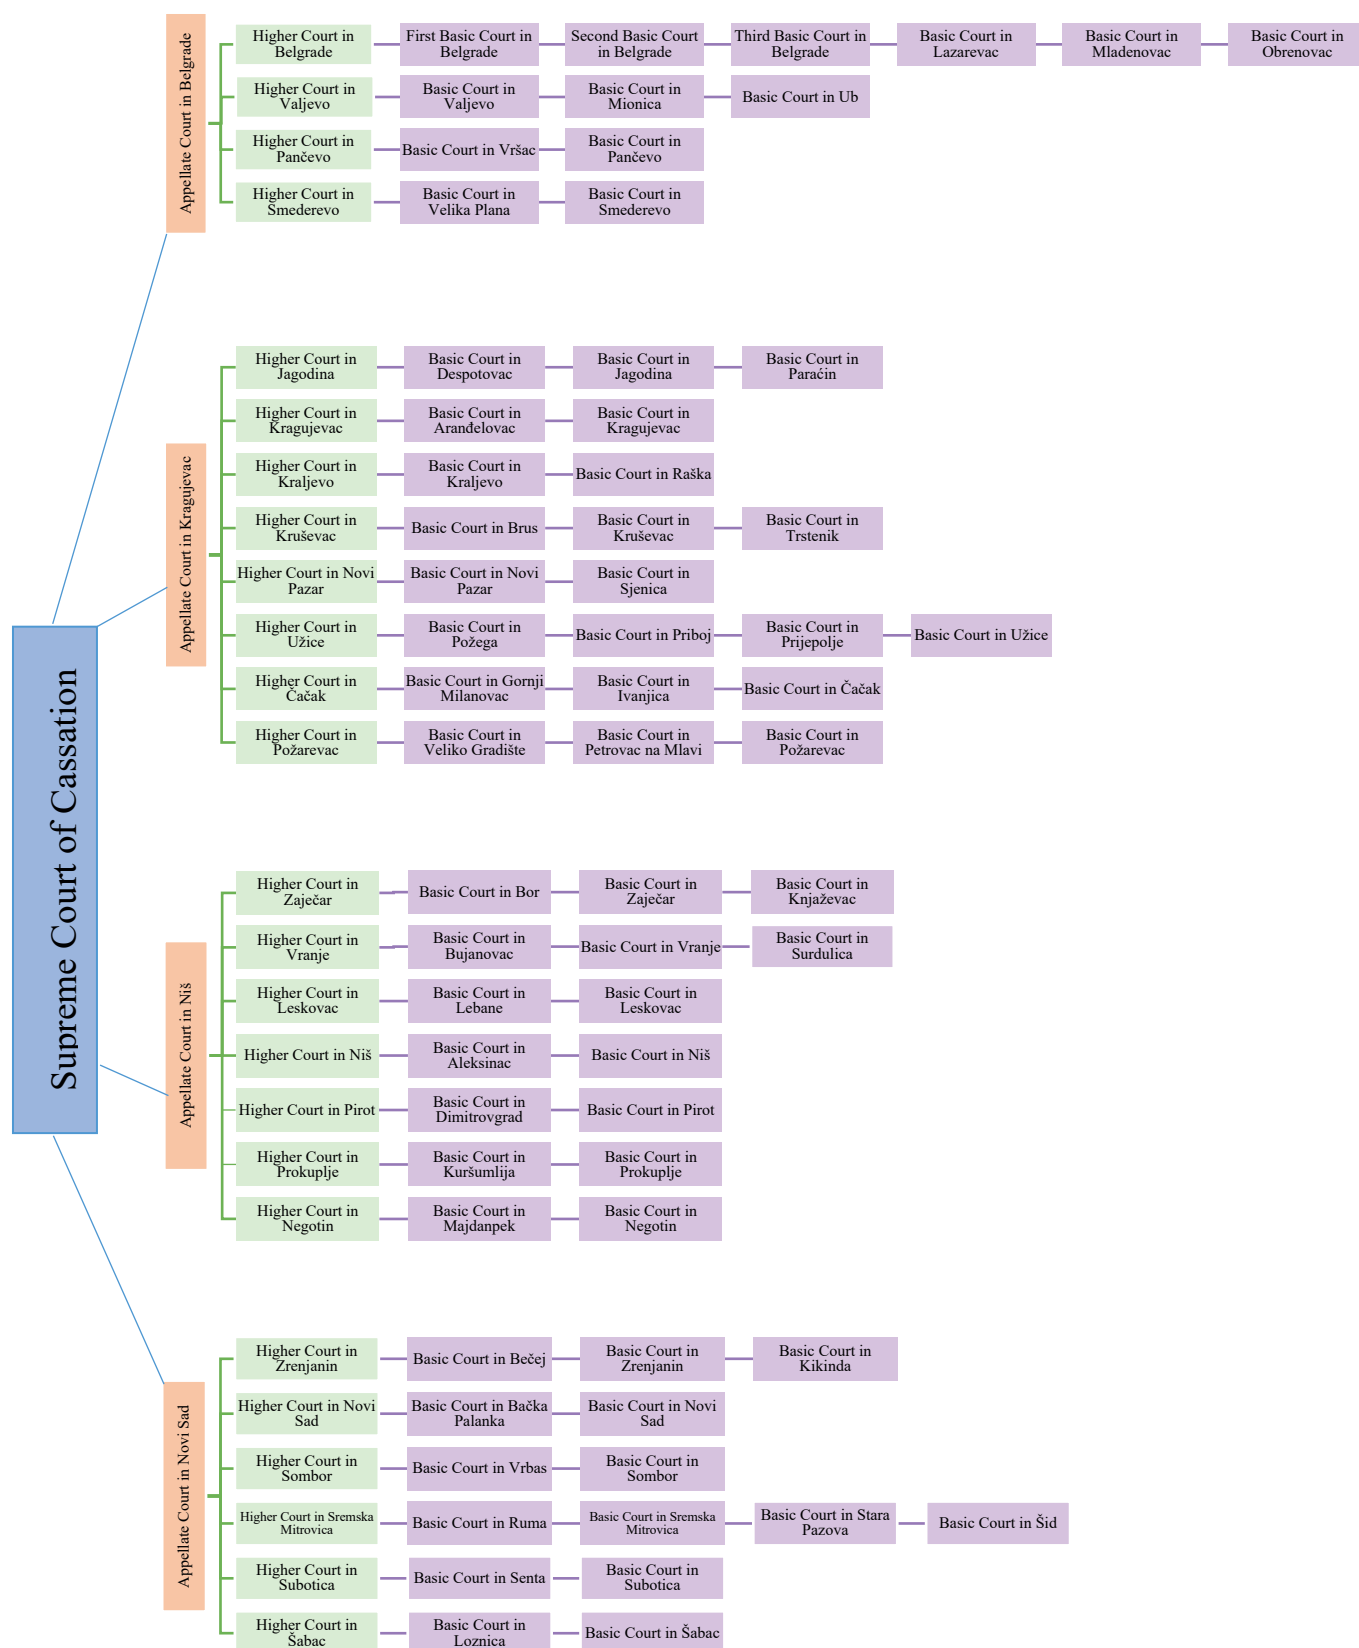 Supreme Court of Cassation
Appellate Court in Belgrade
Higher Court in
Belgrade
First Basic Court in
Belgrade
Second Basic Court
in Belgrade
Third Basic Court in
Belgrade
Basic Court in
Lazarevac
Basic Court in
Mladenovac
Basic Court in
Obrenovac
Higher Court in
Valjevo
Basic Court in
Valjevo
Basic Court in
Mionica
Basic Court in Ub
Higher Court in
Pančevo
Basic Court in Vršac
Basic Court in
Pančevo
Higher Court in
Smederevo
Basic Court in
Velika Plana
Basic Court in
Smederevo
Appellate Court in Kragujevac
Higher Court in
Jagodina
Basic Court in
Despotovac
Basic Court in
Jagodina
Basic Court in
Paraćin
Higher Court in
Kragujevac
Basic Court in
Aranđelovac
Basic Court in
Kragujevac
Higher Court in
Kraljevo
Basic Court in
Kraljevo
Basic Court in Raška
Higher Court in
Kruševac
Basic Court in Brus
Basic Court in
Kruševac
Basic Court in
Trstenik
Higher Court in Novi
Pazar
Basic Court in Novi
Pazar
Basic Court in
Sjenica
Higher Court in
Užice
Basic Court in
Požega
Basic Court in Priboj
Basic Court in
Prijepolje
Basic Court in Užice
Higher Court in
Čačak
Basic Court in Gornji
Milanovac
Basic Court in
Ivanjica
Basic Court in Čačak
Higher Court in
Požarevac
Basic Court in
Veliko Gradište
Basic Court in
Petrovac na Mlavi
Basic Court in
Požarevac
Appellate Court in Niš
Higher Court in
Zaječar
Basic Court in Bor
Basic Court in
Zaječar
Basic Court in
Knjaževac
Higher Court in
Vranje
Basic Court in
Bujanovac
Basic Court in Vranje
Basic Court in
Surdulica
Higher Court in
Leskovac
Basic Court in
Lebane
Basic Court in
Leskovac
Higher Court in Niš
Basic Court in
Aleksinac
Basic Court in Niš
Higher Court in Pirot
Basic Court in
Dimitrovgrad
Basic Court in Pirot
Higher Court in
Prokuplje
Basic Court in
Kuršumlija
Basic Court in
Prokuplje
Higher Court in
Negotin
Basic Court in
Majdanpek
Basic Court in
Negotin
Appellate Court in Novi Sad
Higher Court in
Zrenjanin
Basic Court in Bečej
Basic Court in
Zrenjanin
Basic Court in
Kikinda
Higher Court in Novi
Sad
Basic Court in Bačka
Palanka
Basic Court in Novi
Sad
Higher Court in
Sombor
Basic Court in Vrbas
Basic Court in
Sombor
Higher Court in Sremska
Mitrovica
Basic Court in Ruma
Basic Court in Sremska
Mitrovica
Basic Court in Stara
Pazova
Basic Court in Šid
Higher Court in
Subotica
Basic Court in Senta
Basic Court in
Subotica
Higher Court in
Šabac
Basic Court in
Loznica
Basic Court in Šabac